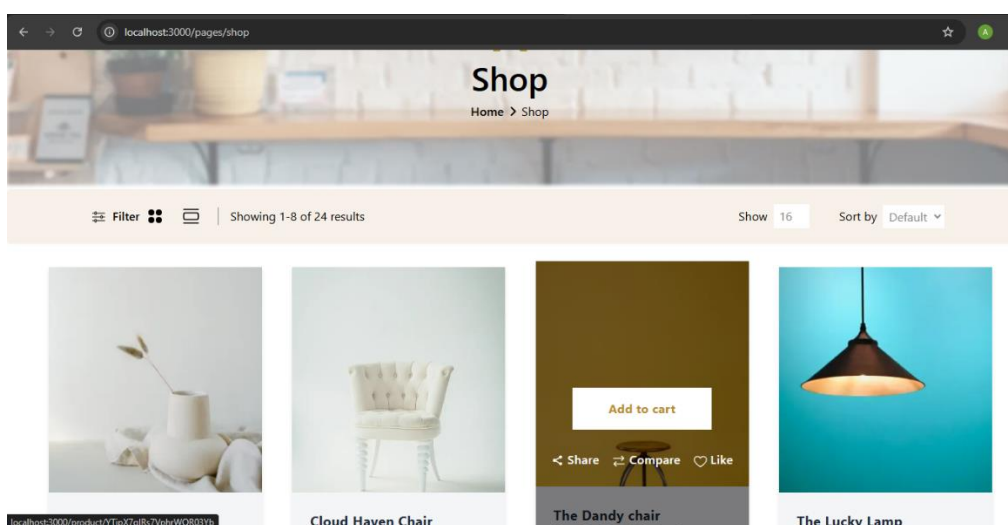 localhost:3000/pages/shop
A
Shop
Home > Shop
Filter
Showing 1-8 of 24 results
Show 16 Sort by Default
Add to cart
Share Compare Like
Cloud Haven Chair
The Dandy chair
The Lucky Lamp